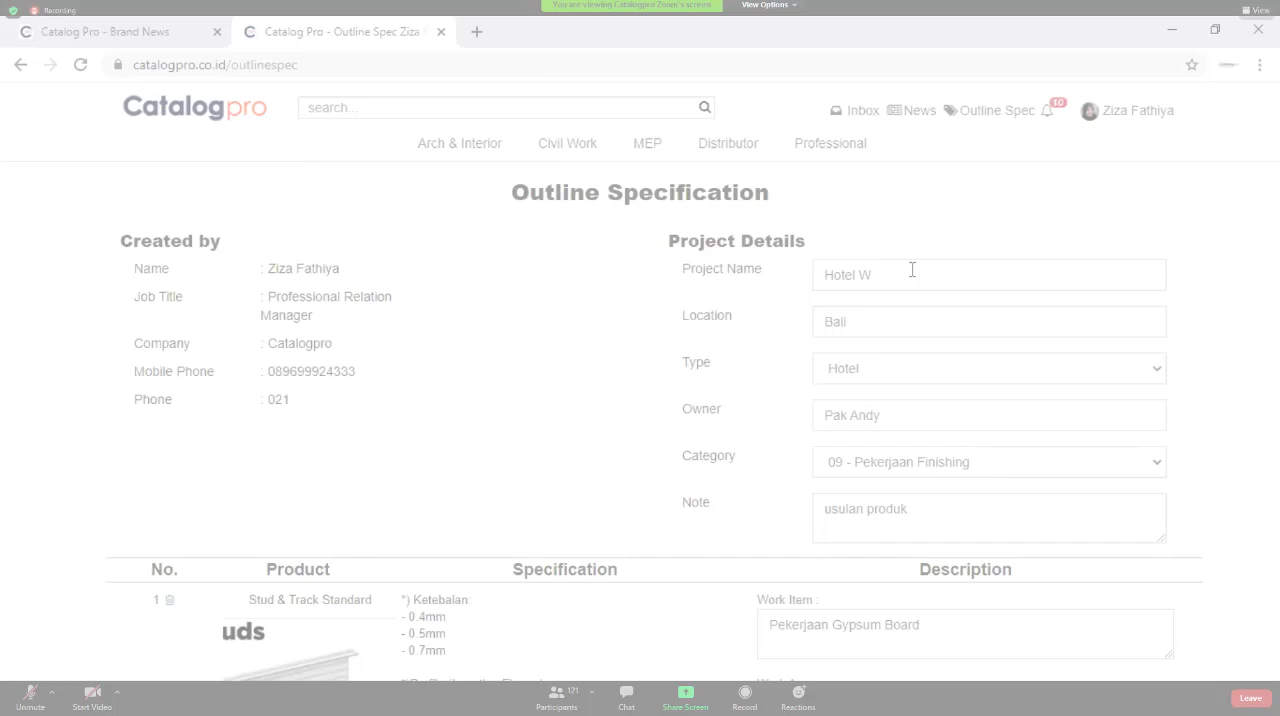 Recording
You are viewing Catalogpro Zoom's screen
View Options
View
Catalog Pro - Brand News
Catalog Pro - Outline Spec Ziza
catalogpro.co.id/outlinespec
Catalogpro
search...
Inbox
News
Outline Spec
10
Ziza Fathiya
Arch & Interior
Civil Work
MEP
Distributor
Professional
Outline Specification
Created by
Name : Ziza Fathiya
Job Title : Professional Relation
Manager
Company : Catalogpro
Mobile Phone : 089699924333
Phone : 021
Project Details
Project Name Hotel W
Location Bali
Type Hotel
Owner Pak Andy
Category 09 - Pekerjaan Finishing
Note usulan produk
No. Product Specification Description
1 Stud & Track Standard
uds
*) Ketebalan:
- 0.4mm
- 0.5mm
- 0.7mm
Work Item :
Pekerjaan Gypsum Board
Unmute
Start Video
121
Participants
Chat
Share Screen
Record
Reactions
Leave